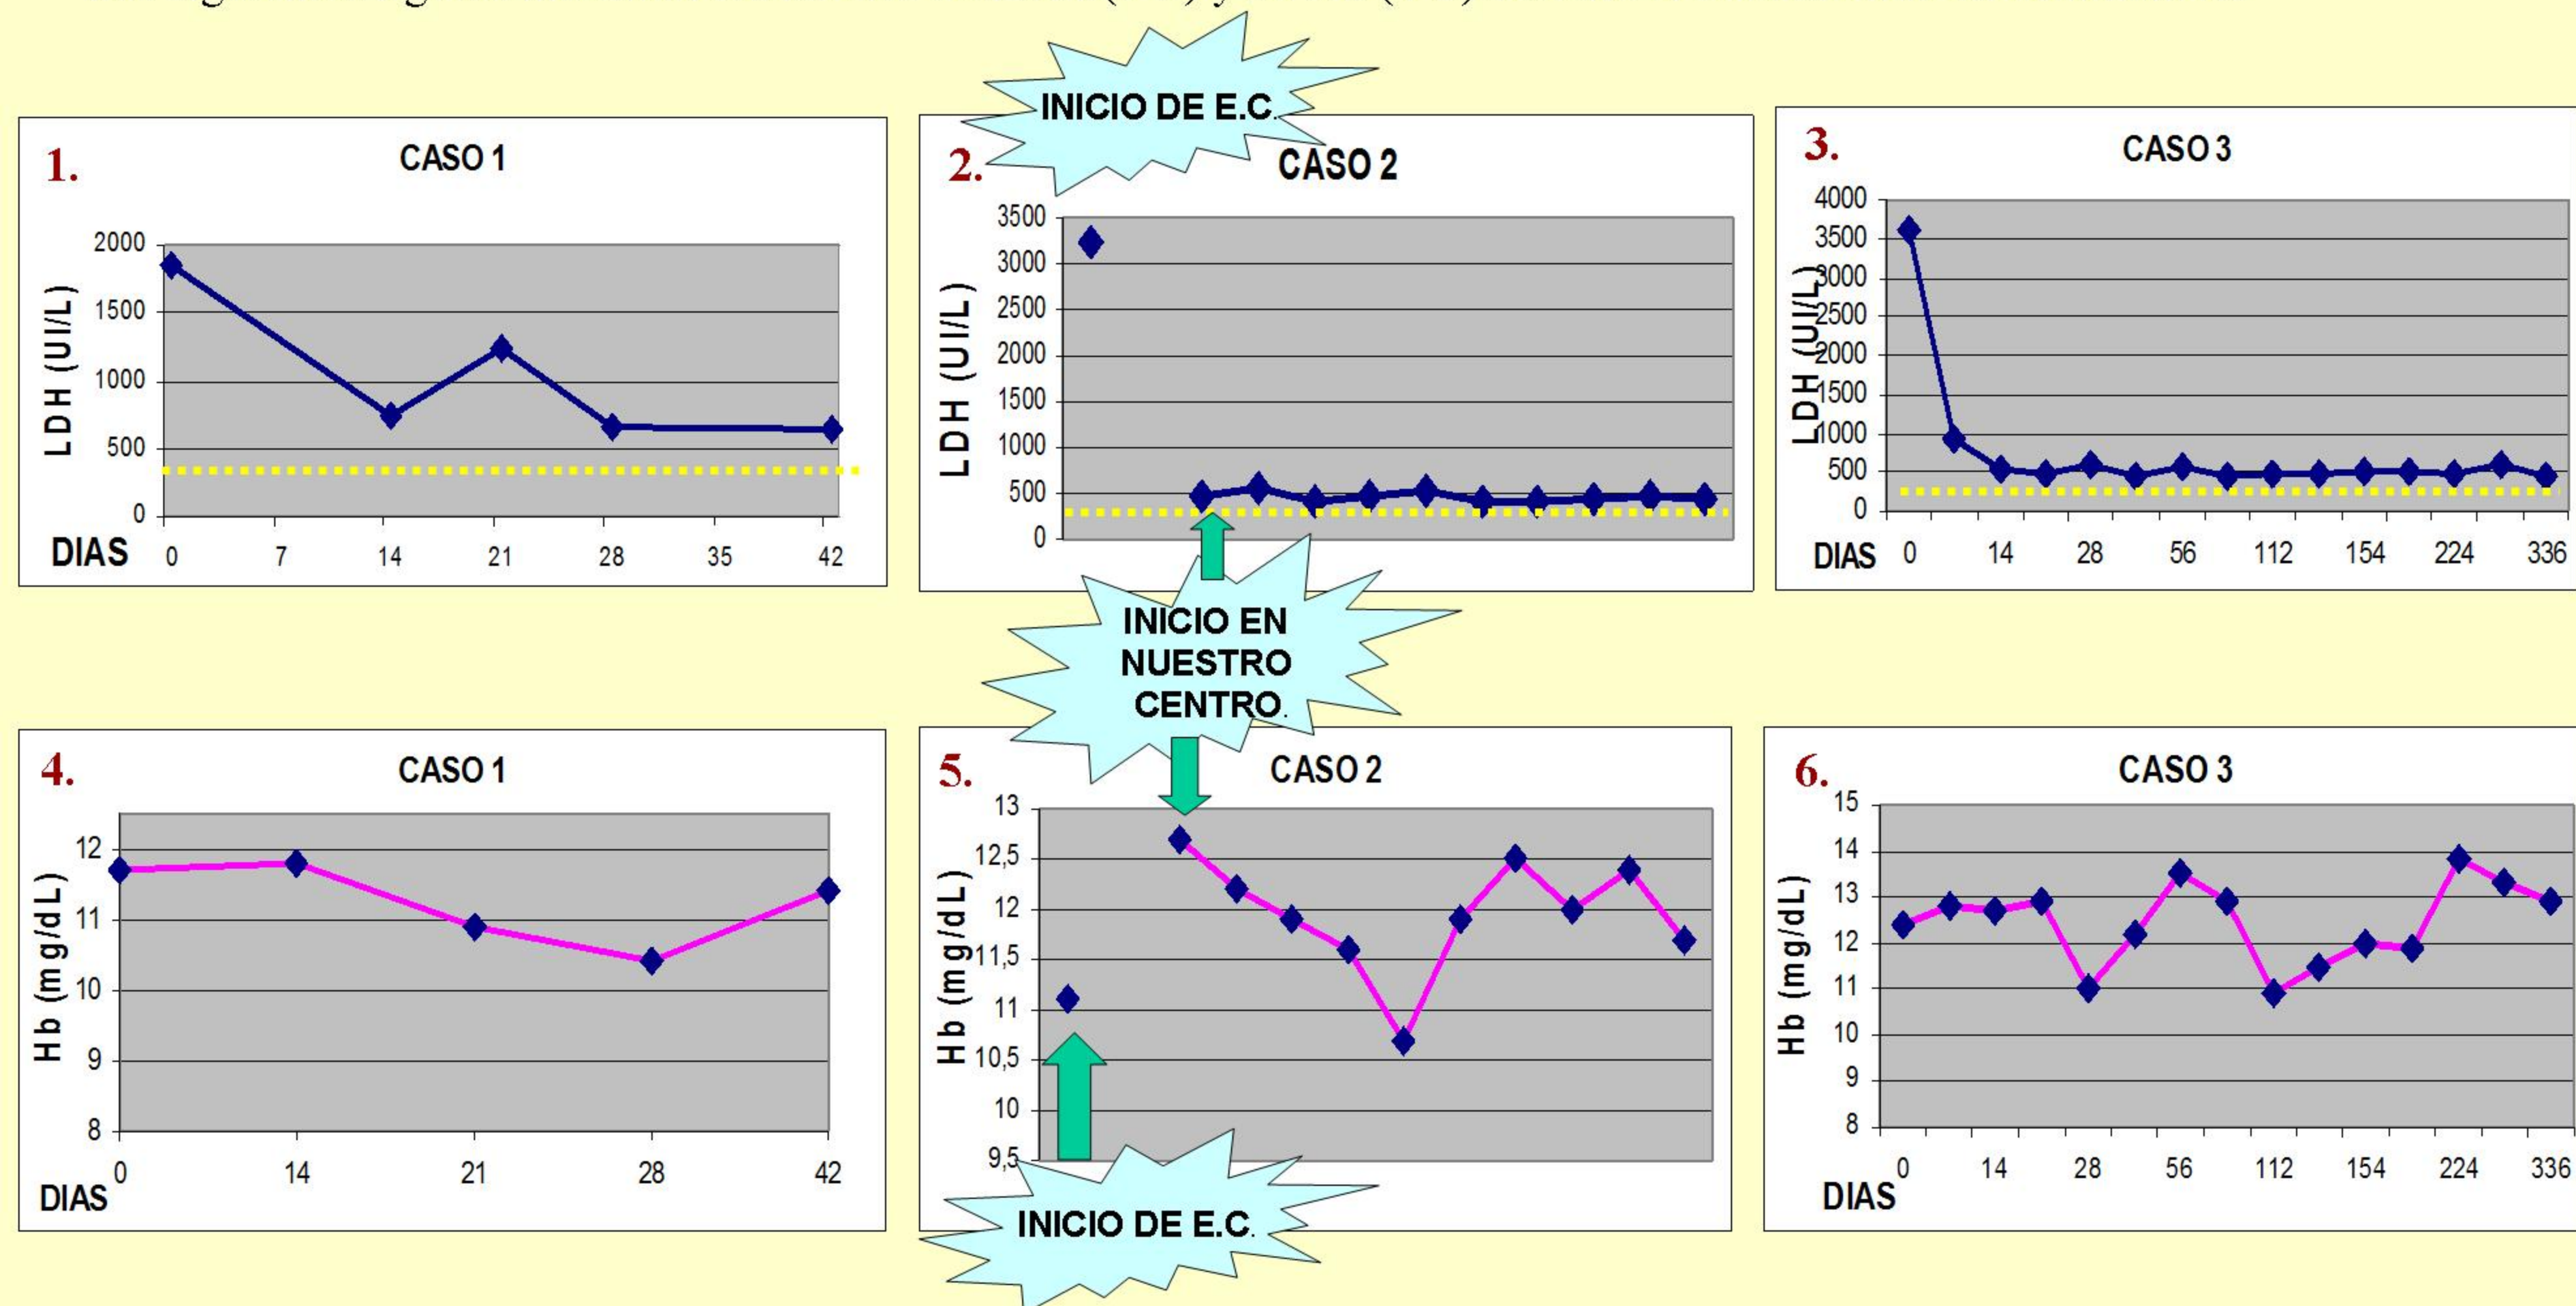 INICIO DE E.C.
1.
CASO 1
2000
1500
1000
500
0
LDH (UI/L)
DIAS
0 7 14 21 28 35 42
2.
CASO 2
3500
3000
2500
2000
1500
1000
500
0
LDH (UI/L)
3.
CASO 3
4000
3500
3000
2500
2000
1500
1000
500
0
LDH (UI/L)
DIAS
0 14 28 56 112 154 224 336
INICIO EN
NUESTRO
CENTRO.
4.
CASO 1
12
11
10
9
8
Hb (mg/dL)
DIAS
0 14 21 28 42
5.
CASO 2
13
12,5
12
11,5
11
10,5
10
9,5
Hb (mg/dL)
INICIO DE E.C.
6.
CASO 3
15
14
13
12
11
10
9
8
Hb (mg/dL)
DIAS
0 14 28 56 112 154 224 336